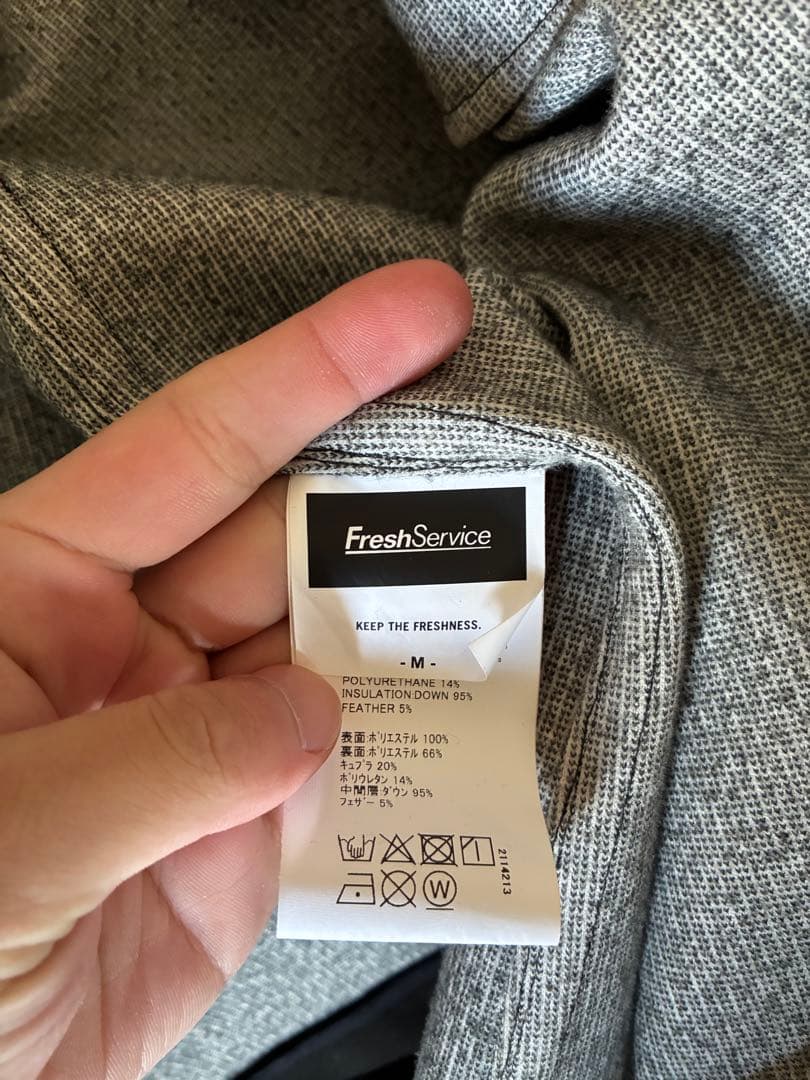 FreshService
KEEP THE FRESHNESS.
- M -
POLYURETHANE 14%
INSULATION:DOWN 95%
FEATHER 5%
表面:ポリエステル 100%
裏面:ポリエステル 66%
キュプラ 20%
ポリウレタン 14%
中間層:ダウン 95%
フェザー 5%
W
2114213